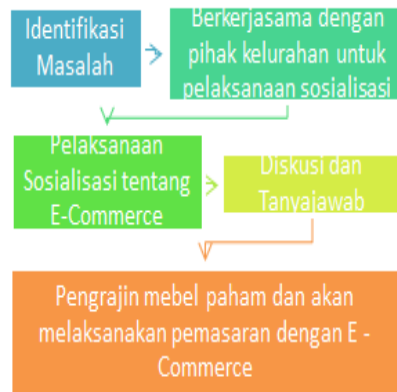 Identifikasi
Masalah
Berkerjasama dengan
pihak kelurahan untuk
pelaksanaan sosialisasi
Pelaksanaan
Sosialisasi tentang
E-Commerce
Diskusi dan
Tanyajawab
Pengrajin mebel paham dan akan
melaksanakan pemasaran dengan E -
Commerce